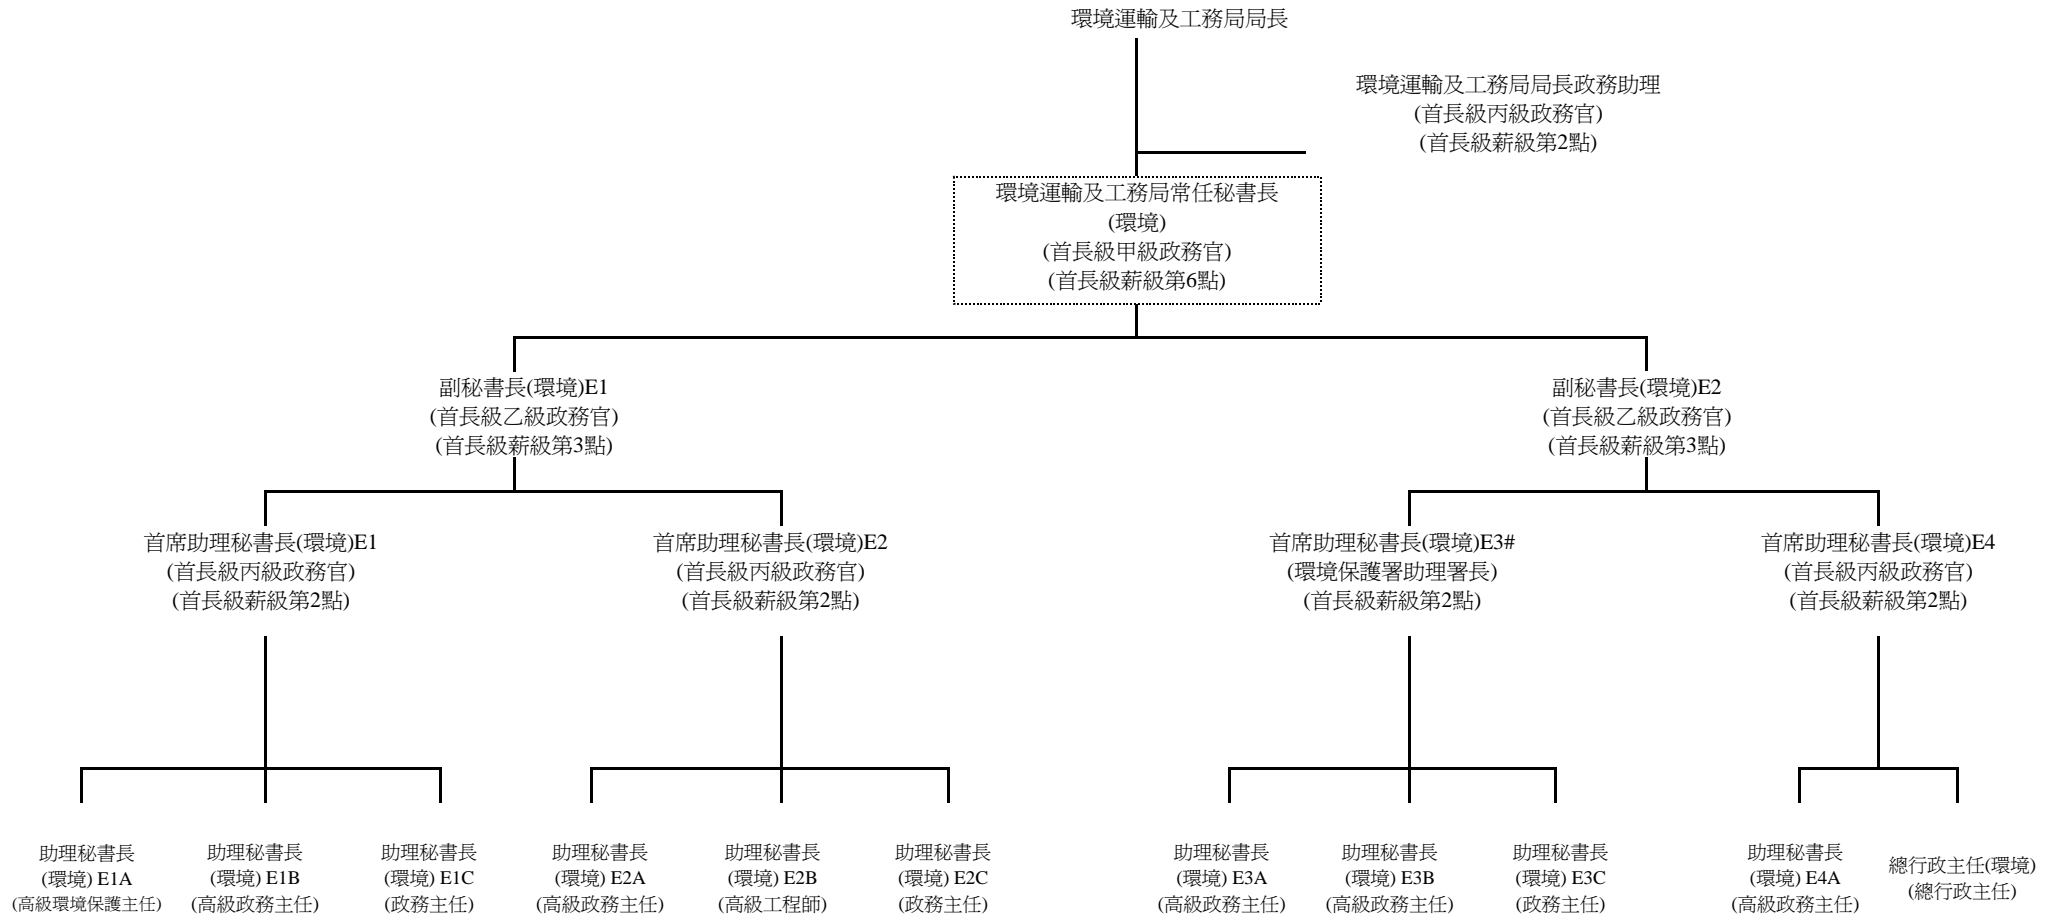 環境運輸及工務局局長
環境運輸及工務局局長政務助理
(首長級丙級政務官)
(首長級薪級第2點)
環境運輸及工務局常任秘書長
(環境)
(首長級甲級政務官)
(首長級薪級第6點)
副秘書長(環境)E1
(首長級乙級政務官)
(首長級薪級第3點)
副秘書長(環境)E2
(首長級乙級政務官)
(首長級薪級第3點)
首席助理秘書長(環境)E1
(首長級丙級政務官)
(首長級薪級第2點)
首席助理秘書長(環境)E2
(首長級丙級政務官)
(首長級薪級第2點)
首席助理秘書長(環境)E3#
(環境保護署助理署長)
(首長級薪級第2點)
首席助理秘書長(環境)E4
(首長級丙級政務官)
(首長級薪級第2點)
助理秘書長
(環境) E1A
(高級環境保護主任)
助理秘書長
(環境) E1B
(高級政務主任)
助理秘書長
(環境) E1C
(政務主任)
助理秘書長
(環境) E2A
(高級政務主任)
助理秘書長
(環境) E2B
(高級工程師)
助理秘書長
(環境) E2C
(政務主任)
助理秘書長
(環境) E3A
(高級政務主任)
助理秘書長
(環境) E3B
(高級政務主任)
助理秘書長
(環境) E3C
(政務主任)
助理秘書長
(環境) E4A
(高級政務主任)
總行政主任(環境)
(總行政主任)